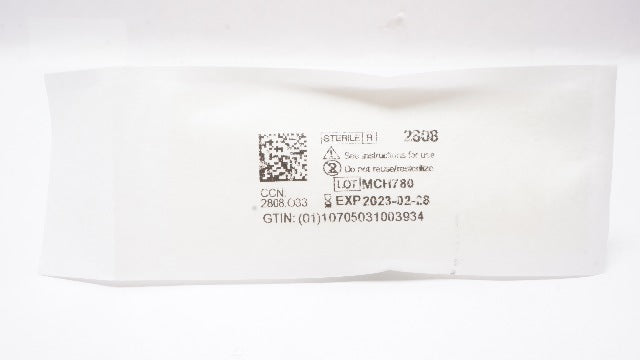 STERILE R 2808
See instructions for use
Do not reuse/resterilize
LOT MCH780
CCN:
2808.O33
EXP 2023-02-28
GTIN: (01)10705031003934